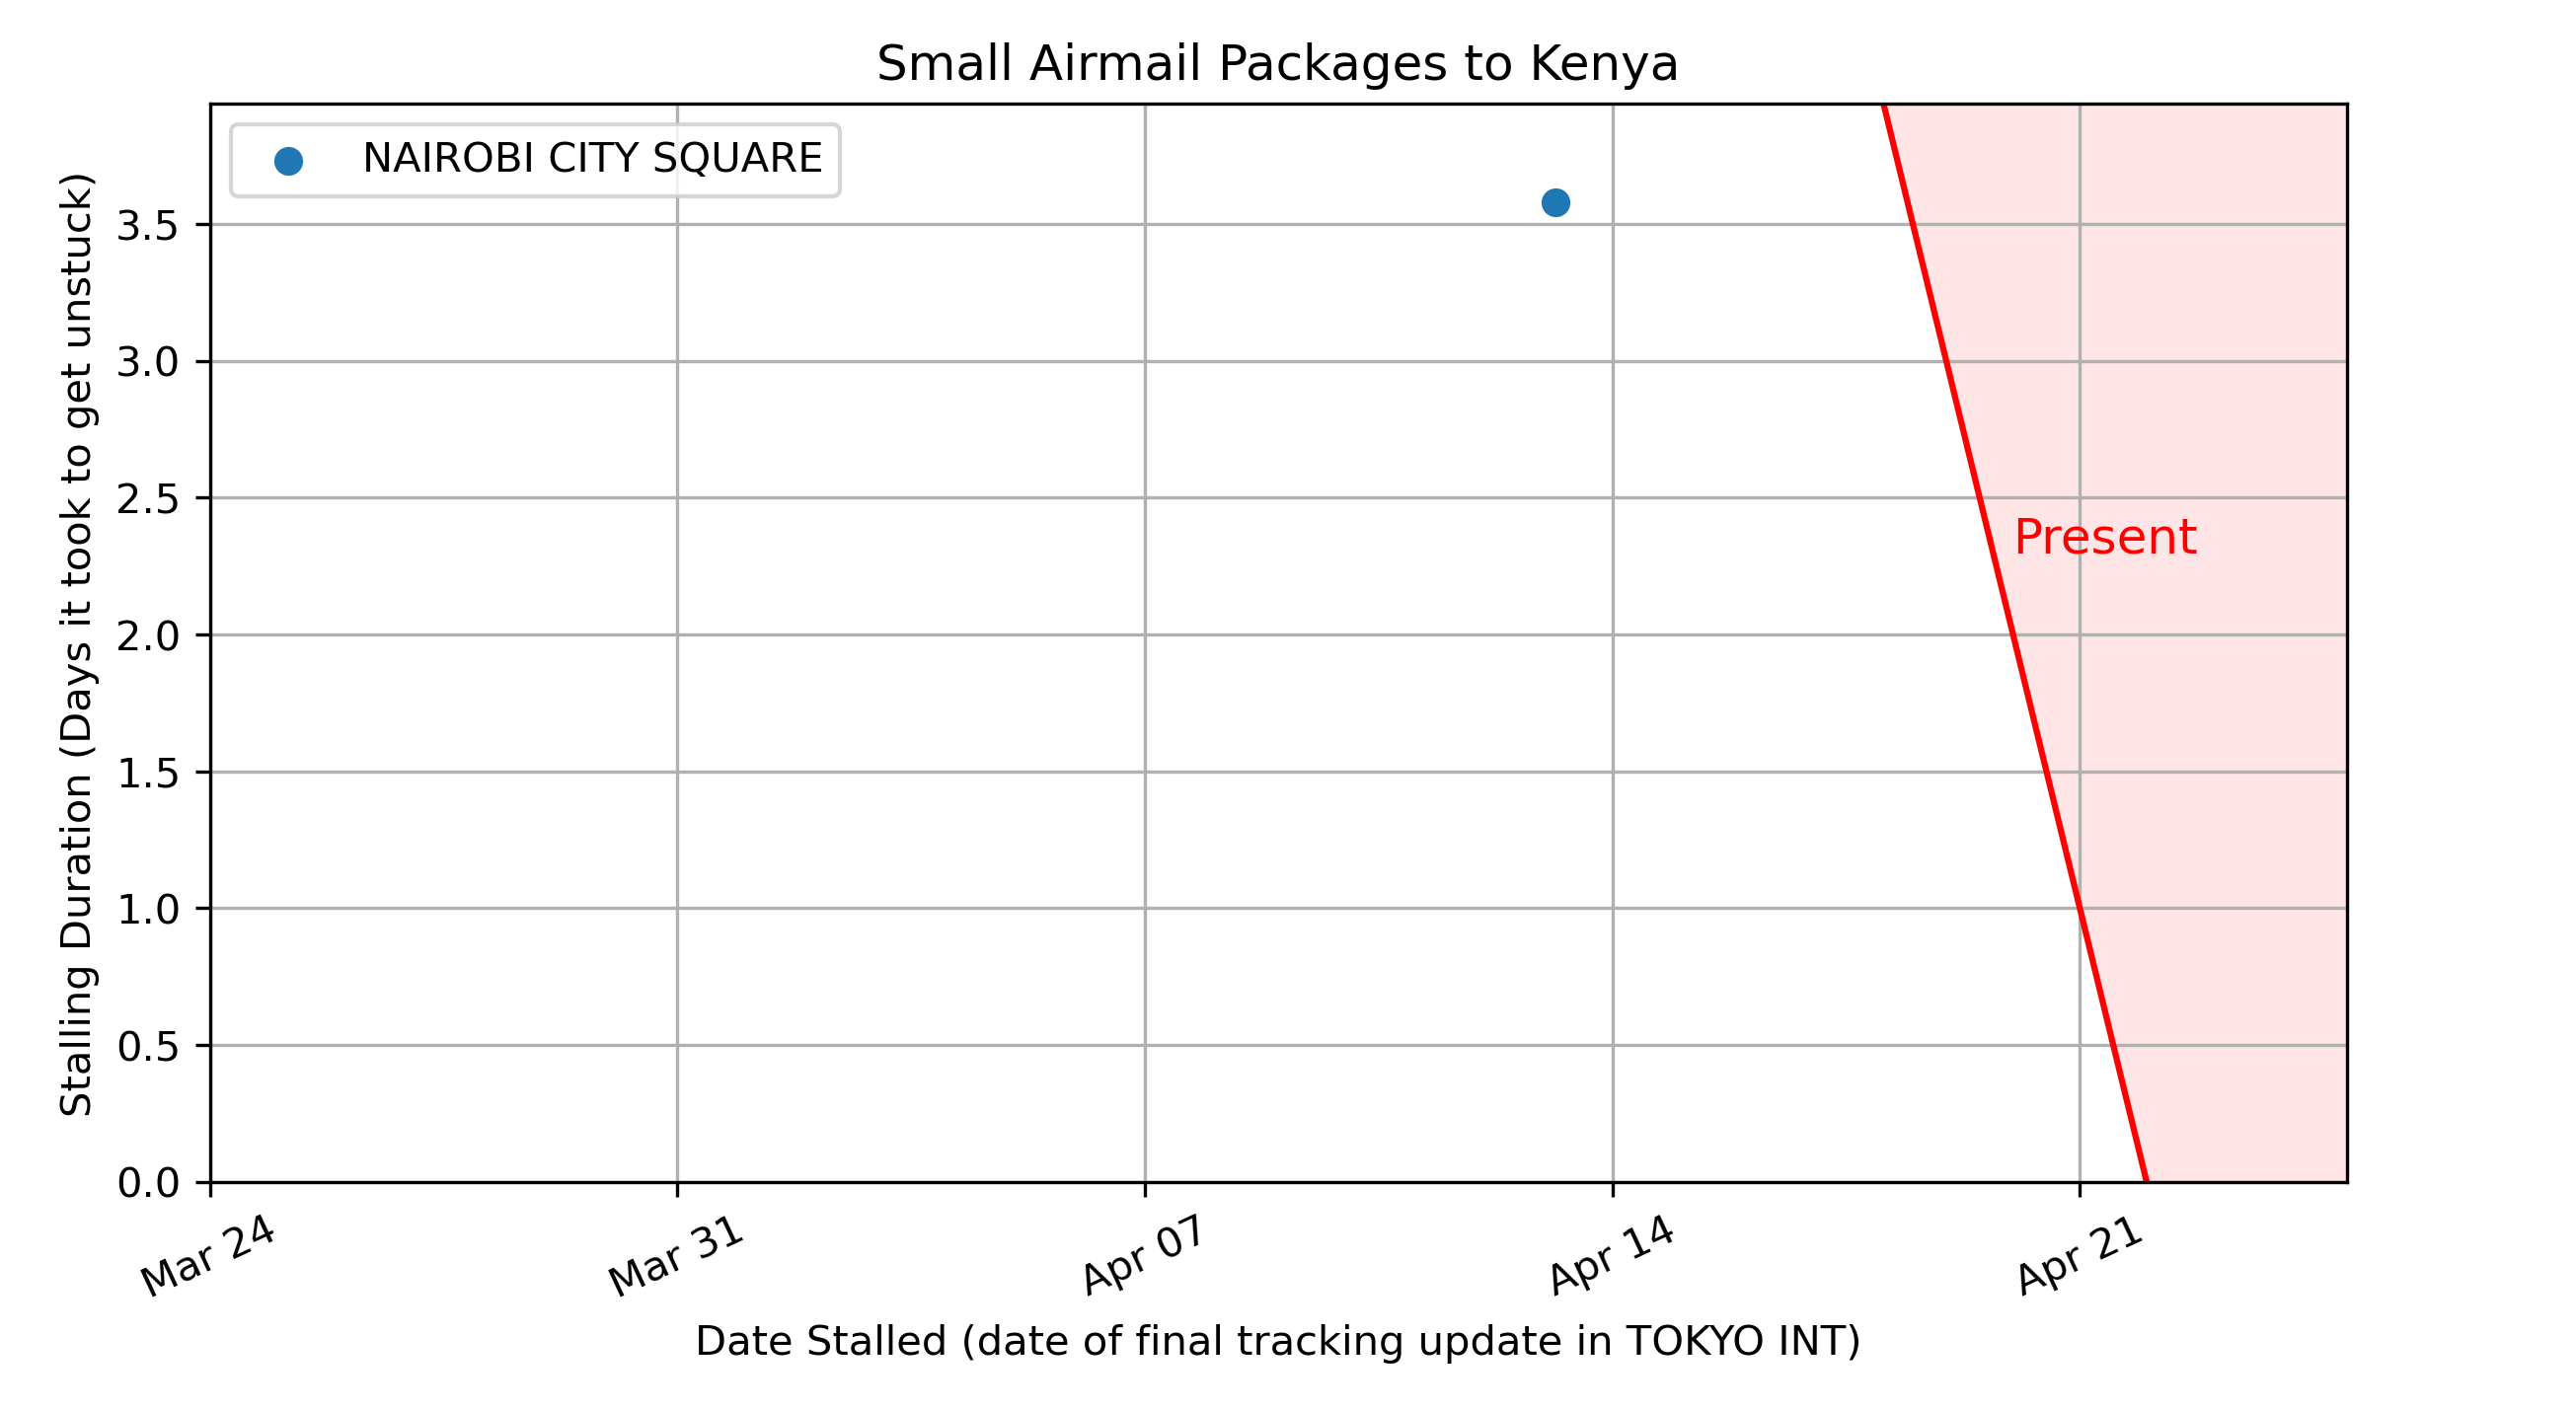 Small Airmail Packages to Kenya
NAIROBI CITY SQUARE
Stalling Duration (Days it took to get unstuck)
3.5
3.0
2.5
2.0
1.5
1.0
0.5
0.0
Present
Mar 24
Mar 31
Apr 07
Apr 14
Apr 21
Date Stalled (date of final tracking update in TOKYO INT)